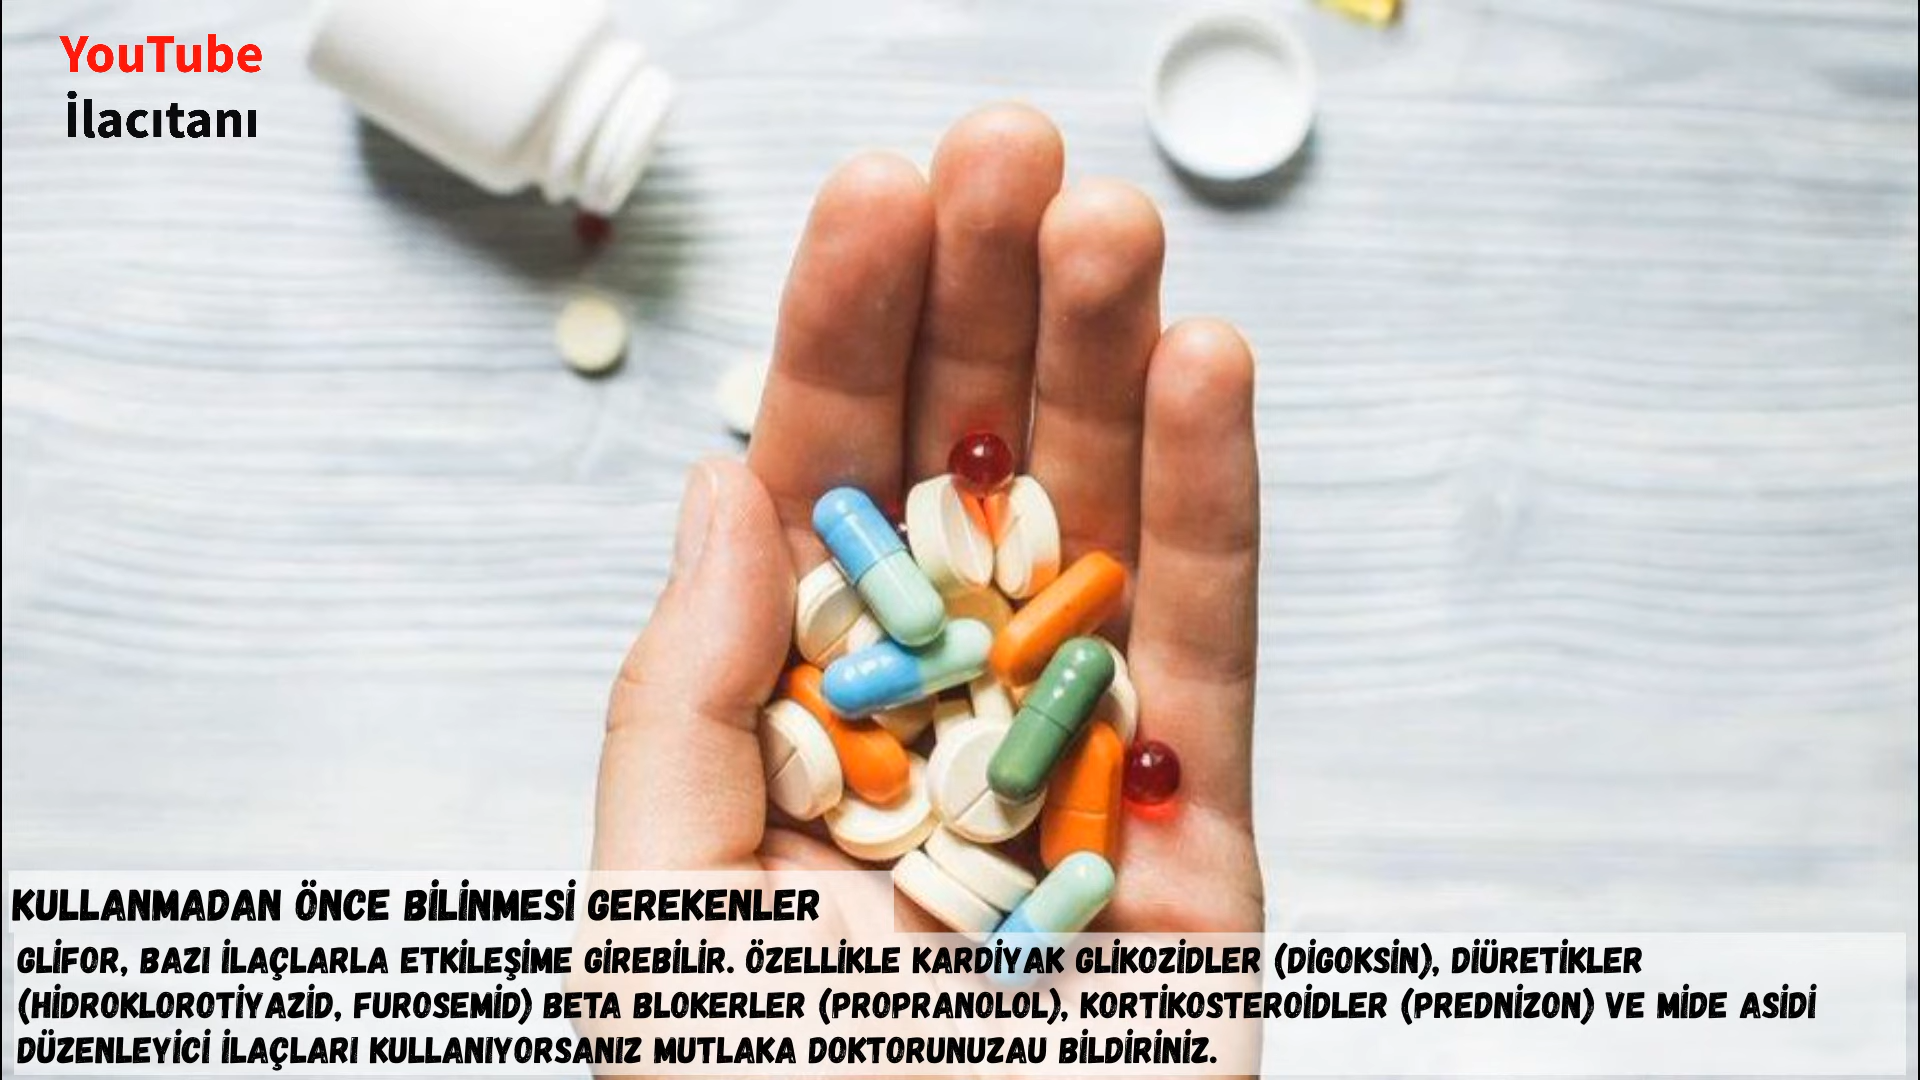 YouTube
İlacıtanı
KULLANMADAN ÖNCE BİLİNMESİ GEREKENLER
GLİFOR, BAZI İLAÇLARLA ETKİLEŞİME GİREBİLİR. ÖZELLİKLE KARDİYAK GLİKOZİDLER (DİGOKSİN), DİÜRETİKLER
(HİDROKLOROTİYAZİD, FUROSEMİD) BETA BLOKERLER (PROPRANOLOL), KORTİKOSTEROİDLER (PREDNİZON) VE MİDE ASİDİ
DÜZENLEYİCİ İLAÇLARI KULLANIYORSANIZ MUTLAKA DOKTORUNUZAU BİLDİRİNİZ.